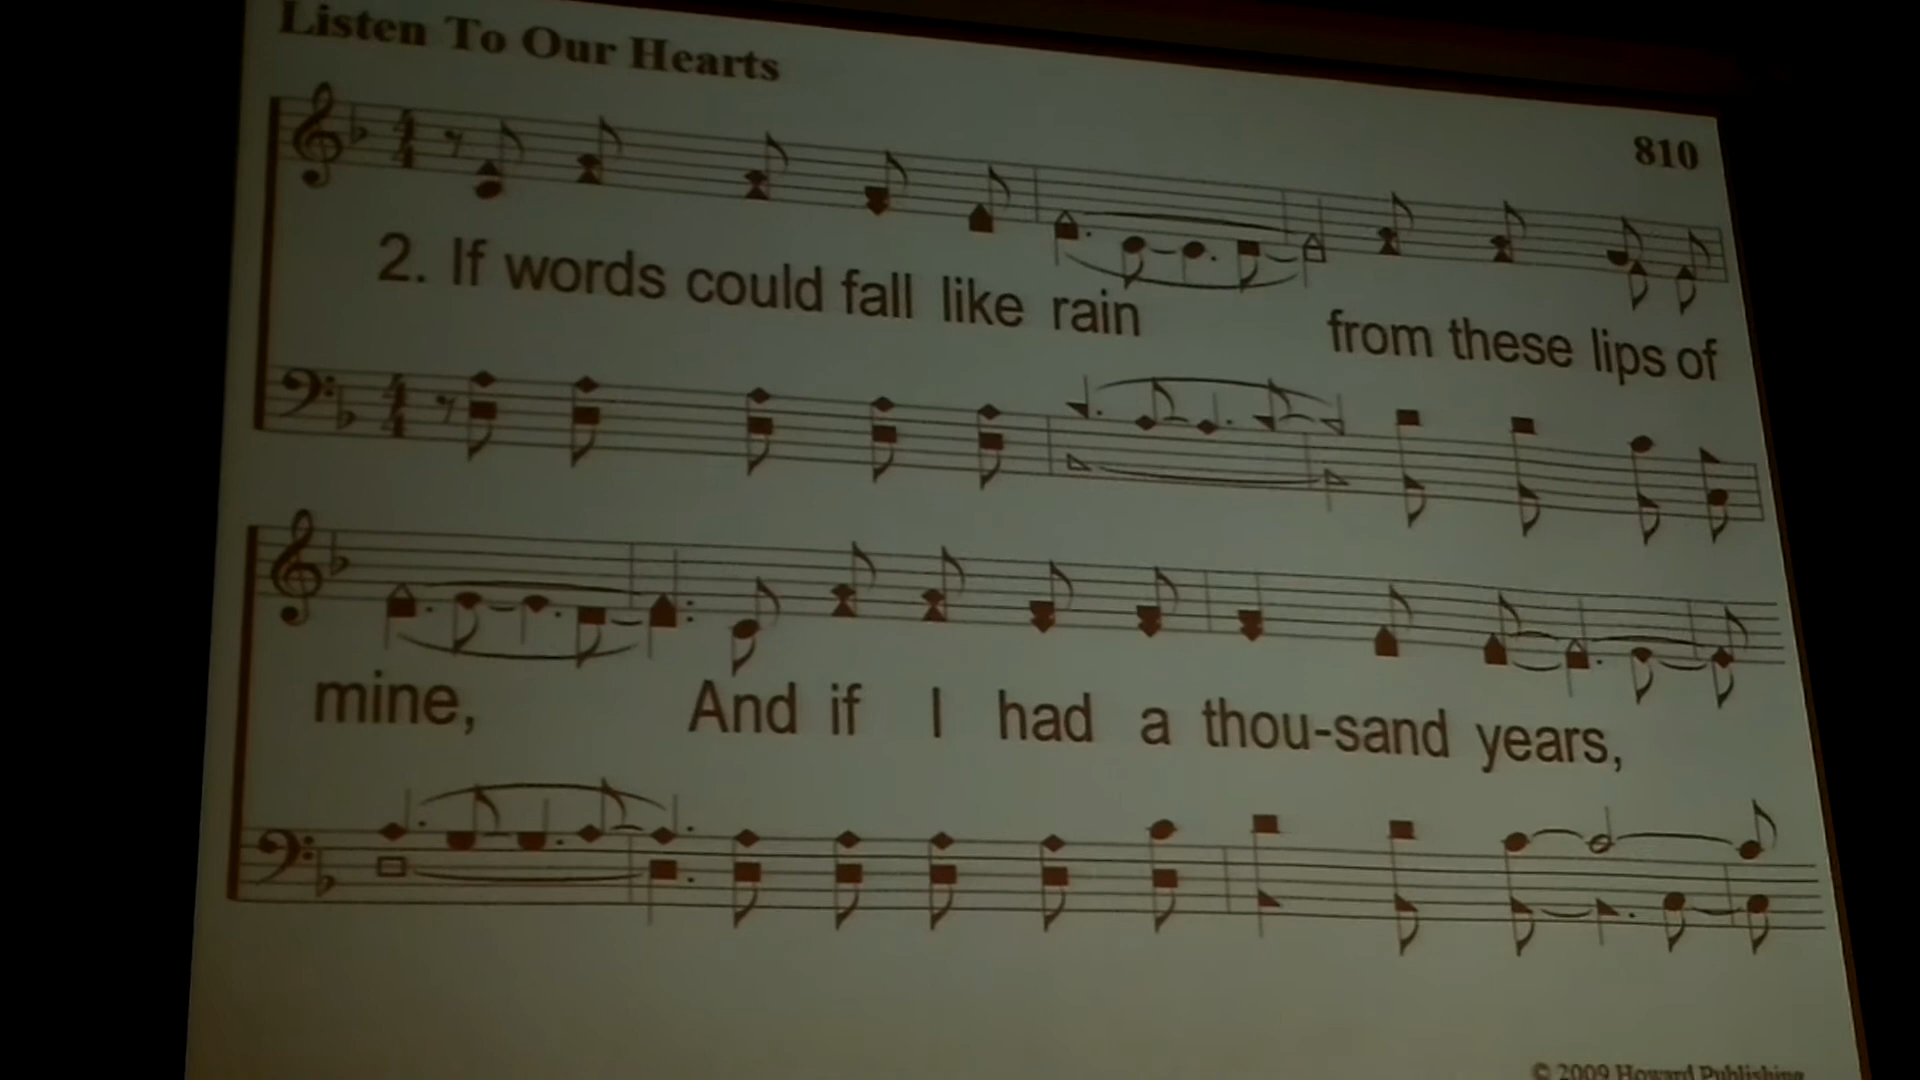 Listen To Our Hearts
810
2. If words could fall like rain from these lips of
mine, And if I had a thou-sand years,
© 2009 Howard Publishing